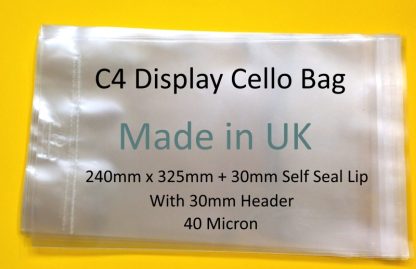 C4 Display Cello Bag
Made in UK
240mm x 325mm + 30mm Self Seal Lip
With 30mm Header
40 Micron